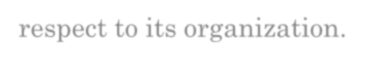 respect to its organization.